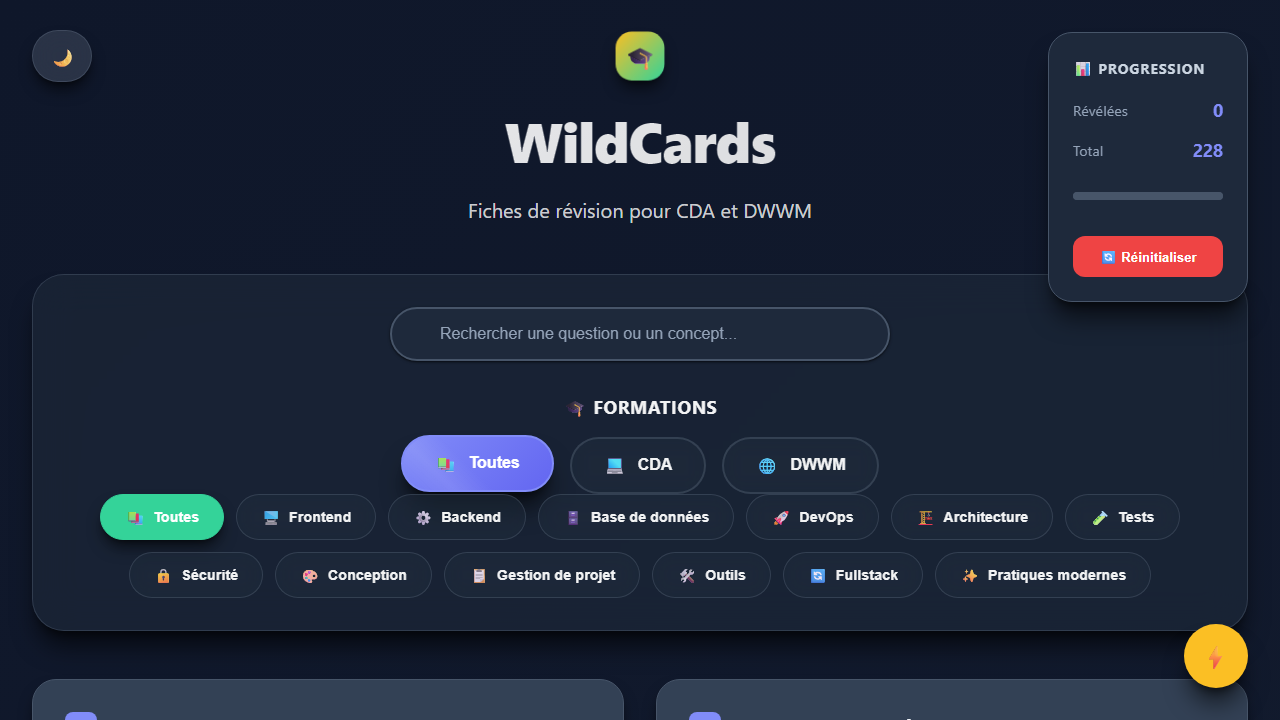 WildCards
Fiches de révision pour CDA et DWWM
PROGRESSION
Révélées 0
Total 228
Réinitialiser
Rechercher une question ou un concept...
FORMATIONS
Toutes CDA DWWM
Toutes Frontend Backend Base de données DevOps Architecture Tests
Sécurité Conception Gestion de projet Outils Fullstack Pratiques modernes